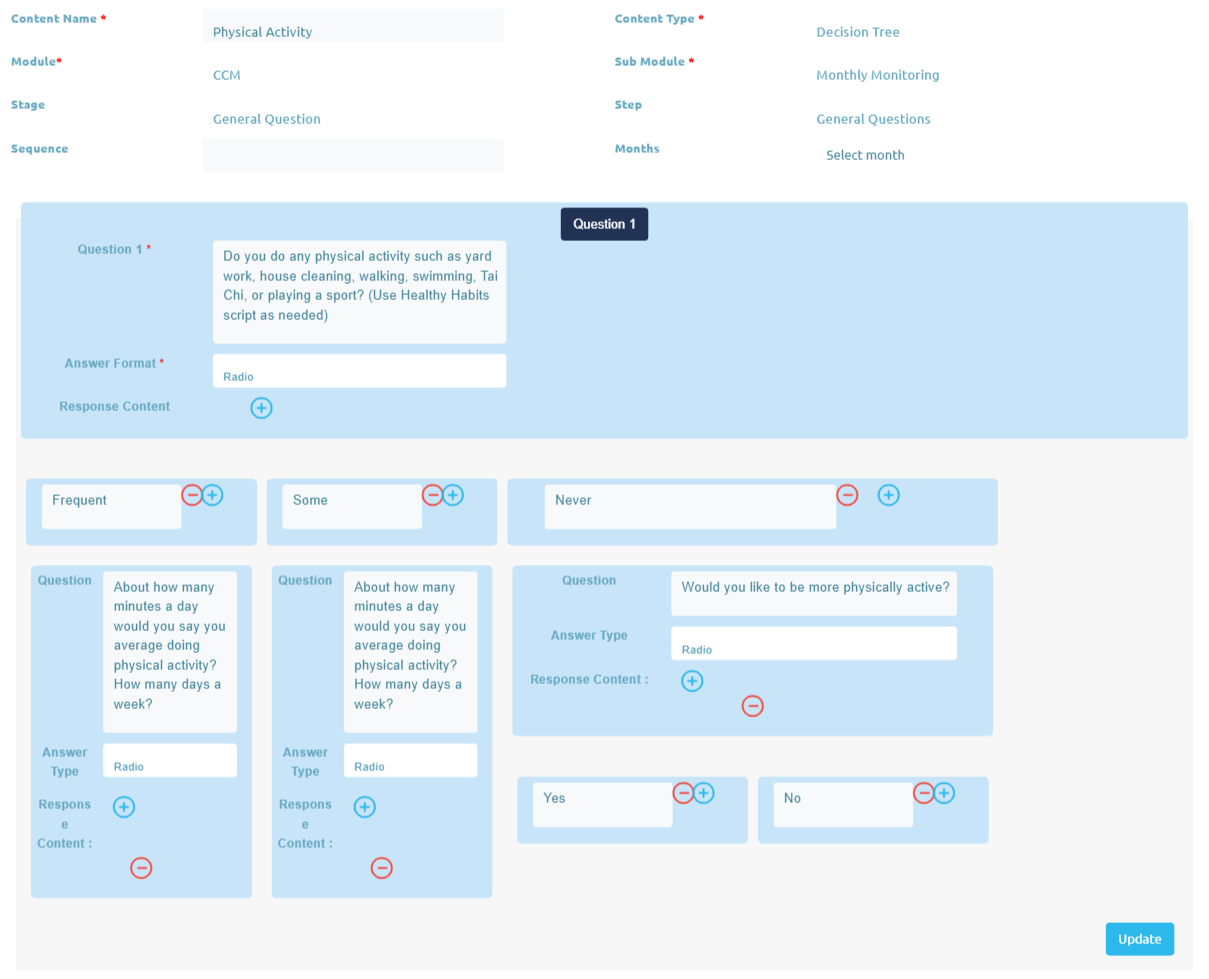 Content Name *
Physical Activity
Content Type *
Decision Tree
Module*
CCM
Sub Module *
Monthly Monitoring
Stage
General Question
Step
General Questions
Sequence
Months
Select month
Question 1
Question 1 *
Do you do any physical activity such as yard
work, house cleaning, walking, swimming, Tai
Chi, or playing a sport? (Use Healthy Habits
script as needed)
Answer Format *
Radio
Response Content
Frequent
Some
Never
Question
About how many
minutes a day
would you say you
average doing
physical activity?
How many days a
week?
Answer
Type
Radio
Respons
e
Content :
Question
About how many
minutes a day
would you say you
average doing
physical activity?
How many days a
week?
Answer
Type
Radio
Respons
e
Content :
Question
Would you like to be more physically active?
Answer Type
Radio
Response Content :
Yes
No
Update